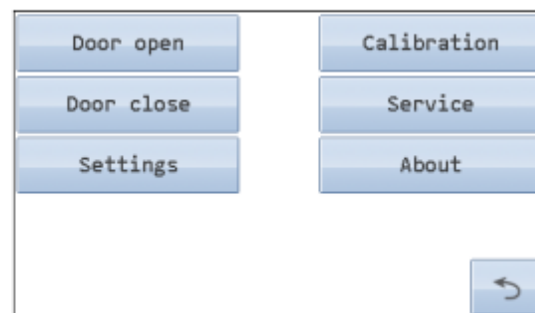 Door open
Calibration
Door close
Service
Settings
About